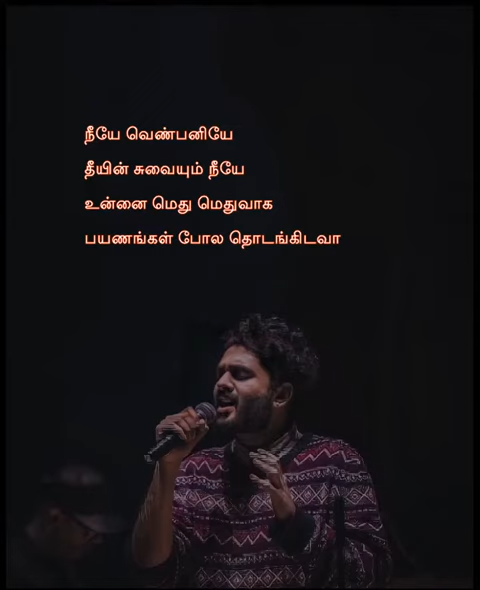 நீயே வெண்பனியே
தீயின் சுவையும் நீயே
உன்னை மெது மெதுவாக
பயணங்கள் போல தொடங்கிடவா